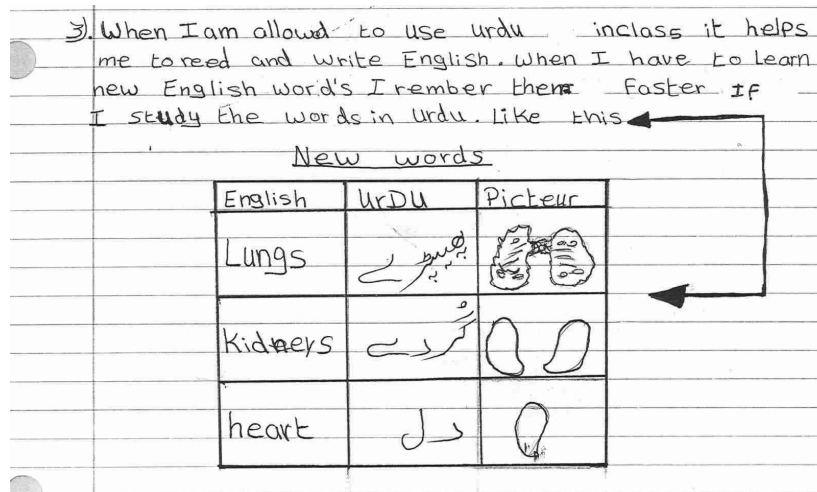 3). When I am allowd to use urdu inclass it helps
me to reed and write English. When I have to Learn
new English word's I rember them Faster If
I study the words in urdu. Like this
New words
English UrDU Picteur
Lungs پھیپڑے
Kidneys گردے
heart دل